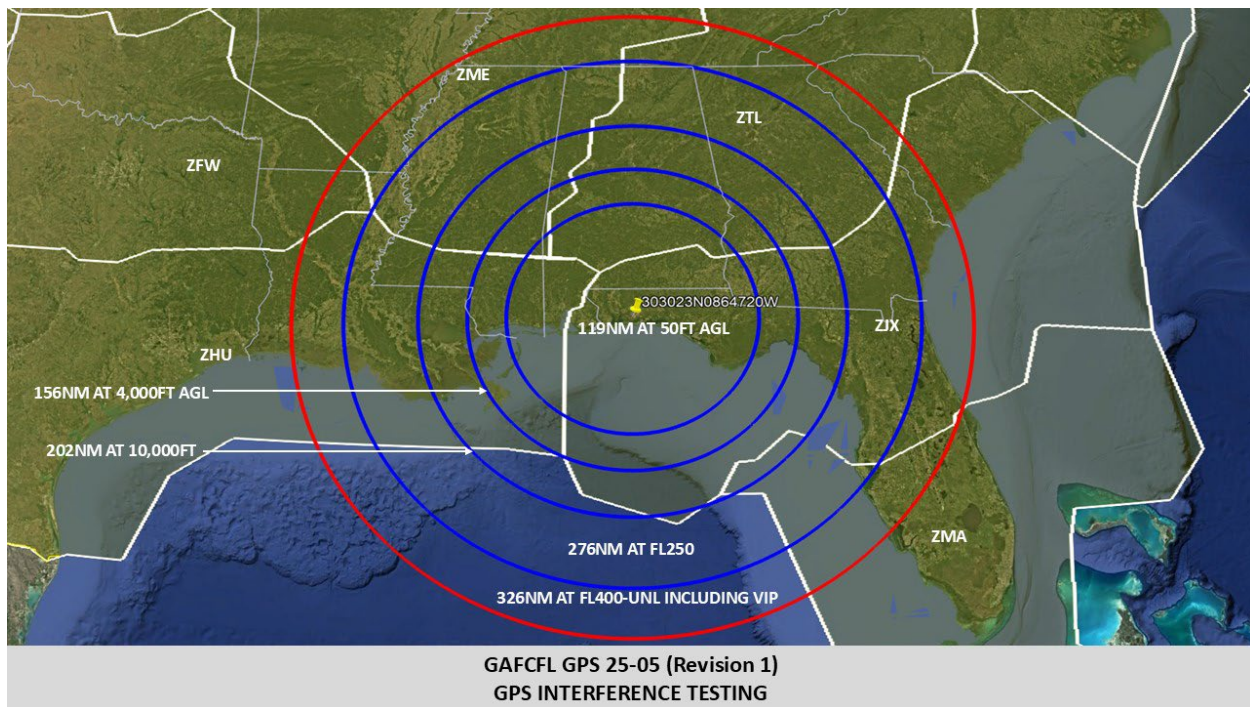 ZME
ZTL
ZFW
303023N0864720W
119NM AT 50FT AGL
ZJX
ZHU
156NM AT 4,000FT AGL
202NM AT 10,000FT
ZMA
276NM AT FL250
326NM AT FL400-UNL INCLUDING VIP
GAFCFL GPS 25-05 (Revision 1)
GPS INTERFERENCE TESTING